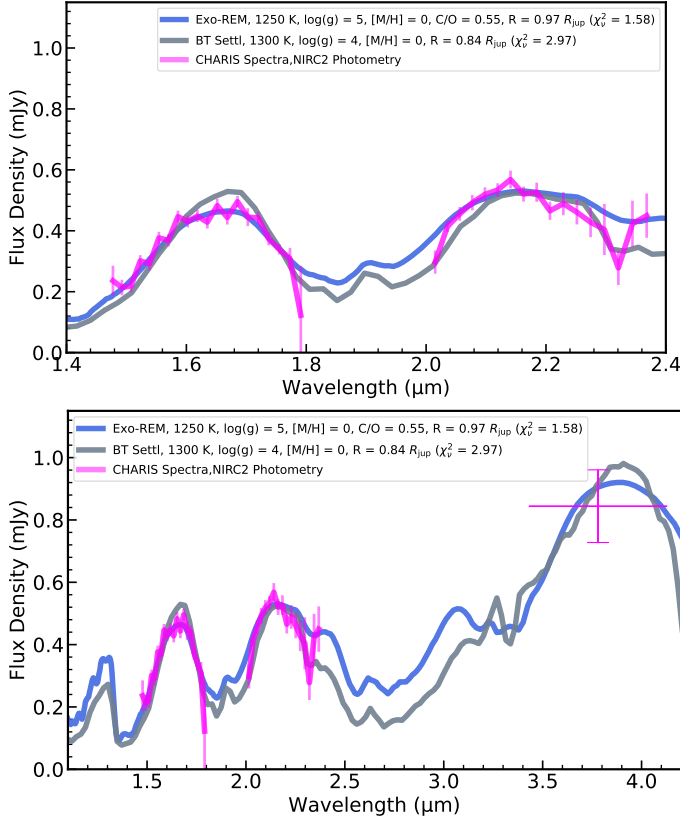 Exo-REM, 1250 K, log(g) = 5, [M/H] = 0, C/O = 0.55, R = 0.97 R_jup (χ²_ν = 1.58)
BT Settl, 1300 K, log(g) = 4, [M/H] = 0, R = 0.84 R_jup (χ²_ν = 2.97)
CHARIS Spectra,NIRC2 Photometry
1.0
0.8
0.6
0.4
0.2
0.0
Flux Density (mJy)
1.4 1.6 1.8 2.0 2.2 2.4
Wavelength (μm)
Exo-REM, 1250 K, log(g) = 5, [M/H] = 0, C/O = 0.55, R = 0.97 R_jup (χ²_ν = 1.58)
BT Settl, 1300 K, log(g) = 4, [M/H] = 0, R = 0.84 R_jup (χ²_ν = 2.97)
CHARIS Spectra,NIRC2 Photometry
1.0
0.8
0.6
0.4
0.2
0.0
Flux Density (mJy)
1.5 2.0 2.5 3.0 3.5 4.0
Wavelength (μm)